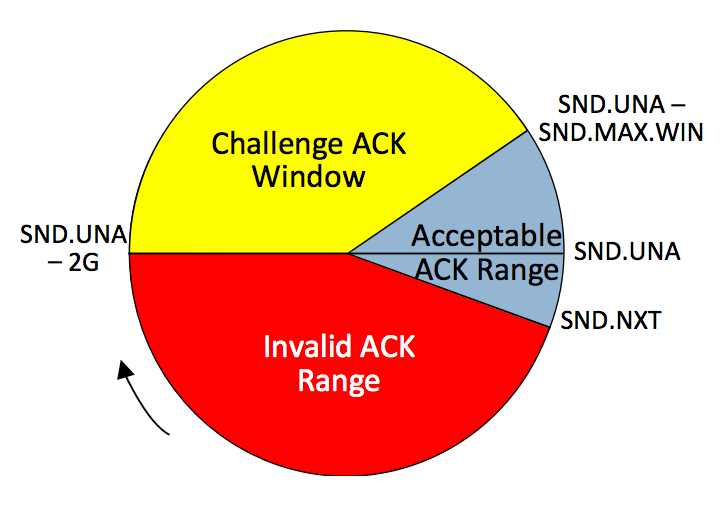 SND.UNA –
SND.MAX.WIN
Challenge ACK
Window
SND.UNA
– 2G
Acceptable
ACK Range
SND.UNA
SND.NXT
Invalid ACK
Range